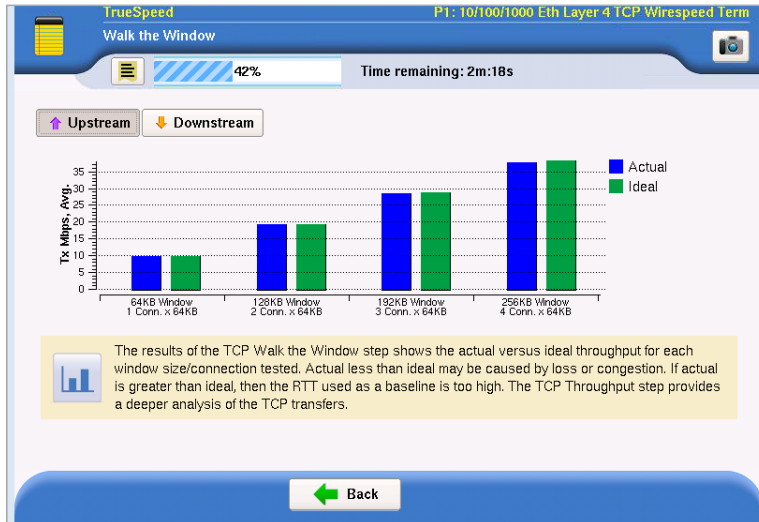 TrueSpeed
P1: 10/100/1000 Eth Layer 4 TCP Wirespeed Term
Walk the Window
42%
Time remaining: 2m:18s
Upstream
Downstream
Tx Mbps, Avg.
35
30
25
20
15
10
5
0
Actual
Ideal
64KB Window
1 Conn. x 64KB
128KB Window
2 Conn. x 64KB
192KB Window
3 Conn. x 64KB
256KB Window
4 Conn. x 64KB
The results of the TCP Walk the Window step shows the actual versus ideal throughput for each
window size/connection tested. Actual less than ideal may be caused by loss or congestion. If actual
is greater than ideal, then the RTT used as a baseline is too high. The TCP Throughput step provides
a deeper analysis of the TCP transfers.
Back